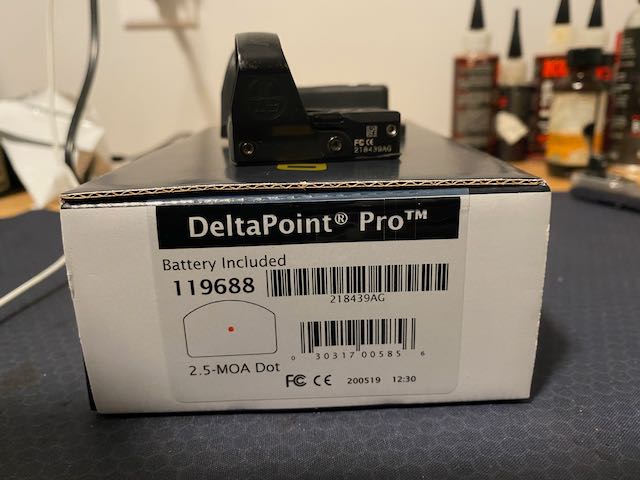 FC CE
218439AG
DeltaPoint® Pro™
Battery Included
119688
218439AG
0 30317 00585 6
2.5-MOA Dot
FC CE 200519 12:30